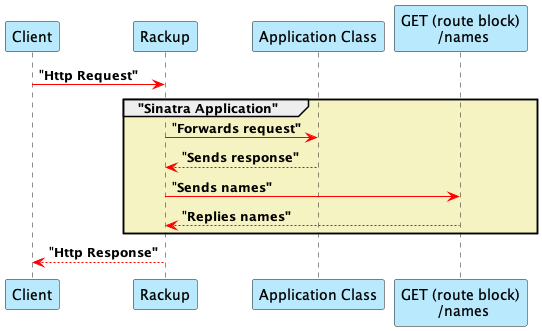 GET (route block)
Client Rackup Application Class /names
"Http Request"
"Sinatra Application"
"Forwards request"
"Sends response"
"Sends names"
"Replies names"
"Http Response"
Client Rackup Application Class GET (route block)
/names